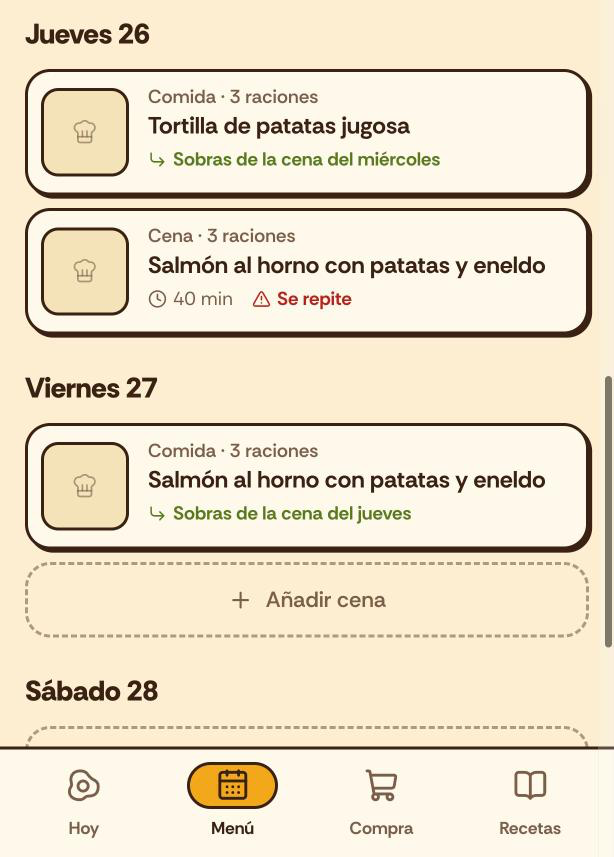 Jueves 26
Comida · 3 raciones
Tortilla de patatas jugosa
Sobras de la cena del miércoles
Cena · 3 raciones
Salmón al horno con patatas y eneldo
40 min Se repite
Viernes 27
Comida · 3 raciones
Salmón al horno con patatas y eneldo
Sobras de la cena del jueves
+ Añadir cena
Sábado 28
Hoy Menú Compra Recetas